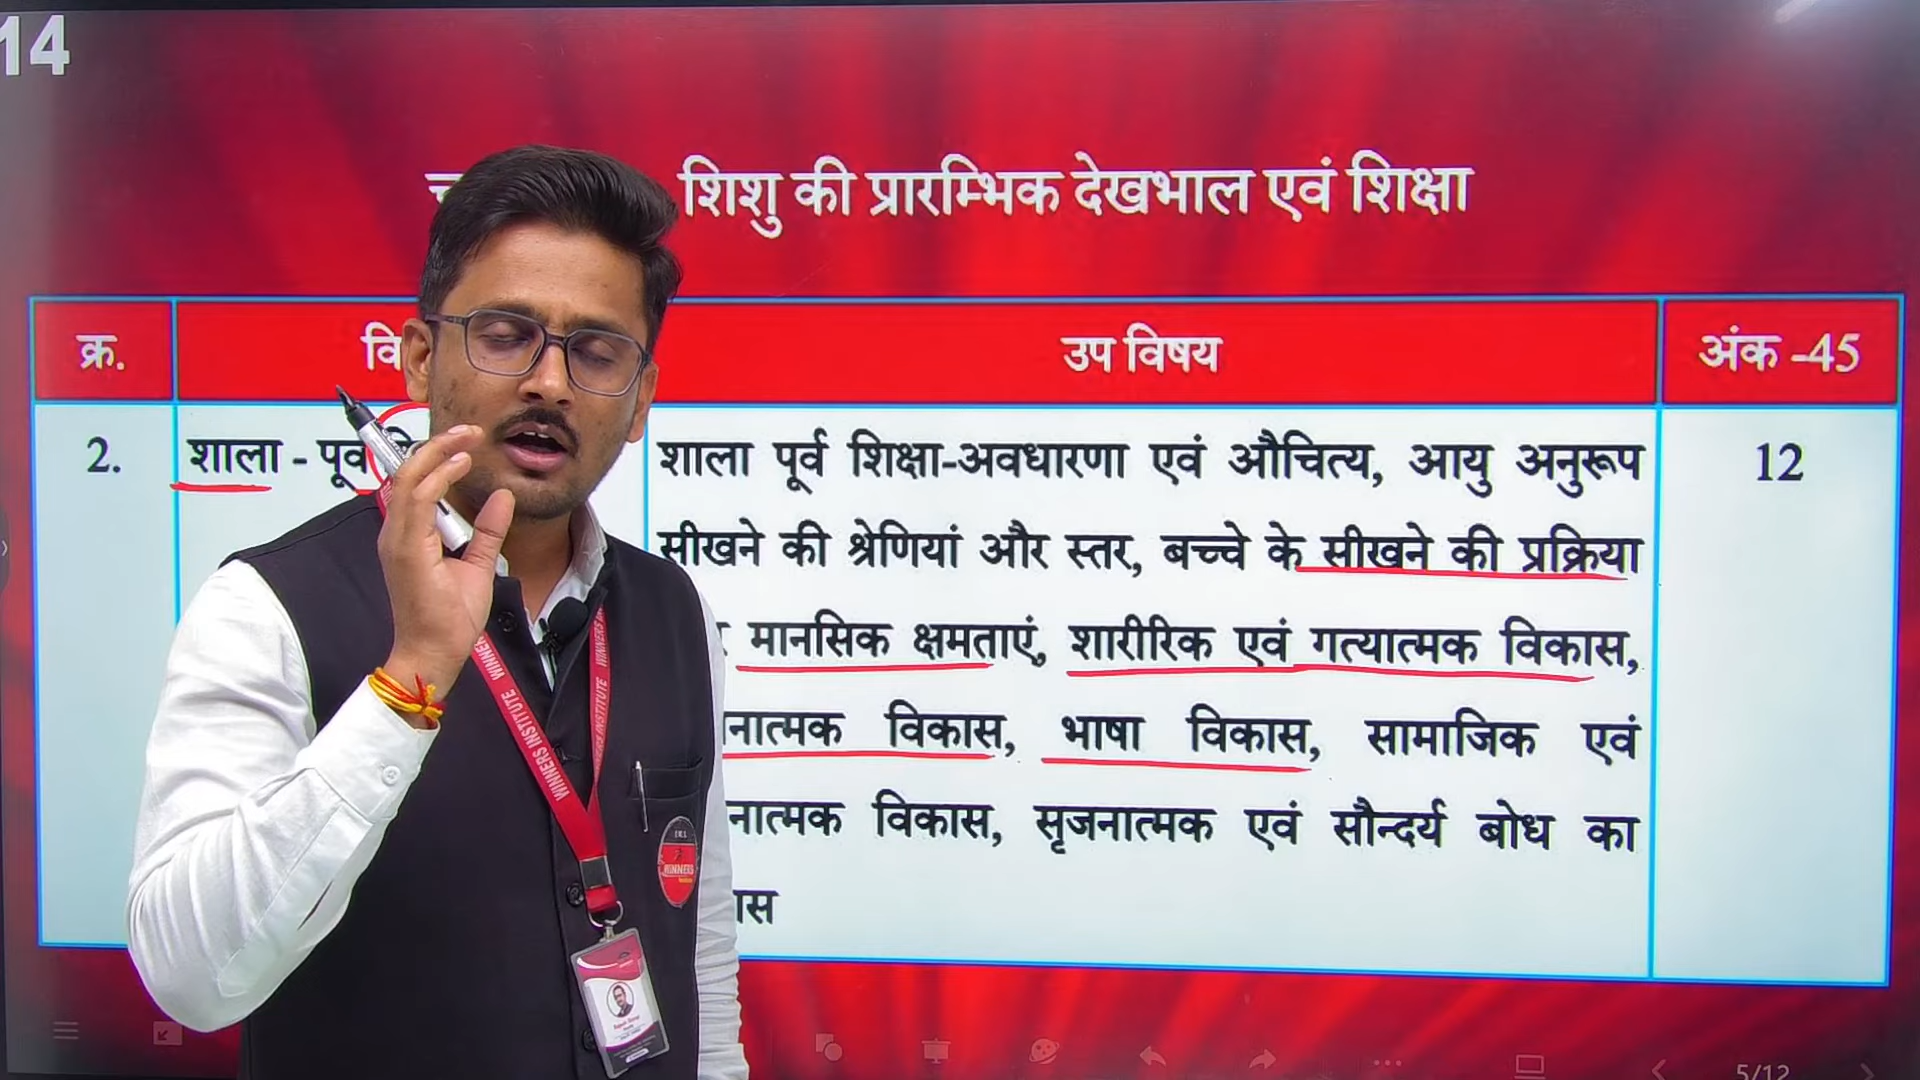 14
शिशु की प्रारम्भिक देखभाल एवं शिक्षा
क्र.
उप विषय
अंक -45
2.
शाला - पूर्व
शाला पूर्व शिक्षा-अवधारणा एवं औचित्य, आयु अनुरूप
सीखने की श्रेणियां और स्तर, बच्चे के सीखने की प्रक्रिया
मानसिक क्षमताएं, शारीरिक एवं गत्यात्मक विकास,
नात्मक विकास, भाषा विकास, सामाजिक एवं
नात्मक विकास, सृजनात्मक एवं सौन्दर्य बोध का
12
WINNERS INSTITUTE
WINNERS
5/12